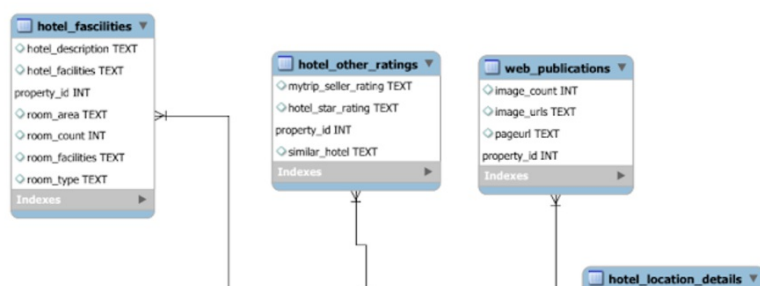 hotel_fascilities
hotel_description TEXT
hotel_facilities TEXT
property_id INT
room_area TEXT
room_count INT
room_facilities TEXT
room_type TEXT
Indexes
hotel_other_ratings
mytrip_seller_rating TEXT
hotel_star_rating TEXT
property_id INT
similar_hotel TEXT
Indexes
web_publications
image_count INT
image_urls TEXT
pageurl TEXT
property_id INT
Indexes
hotel_location_details